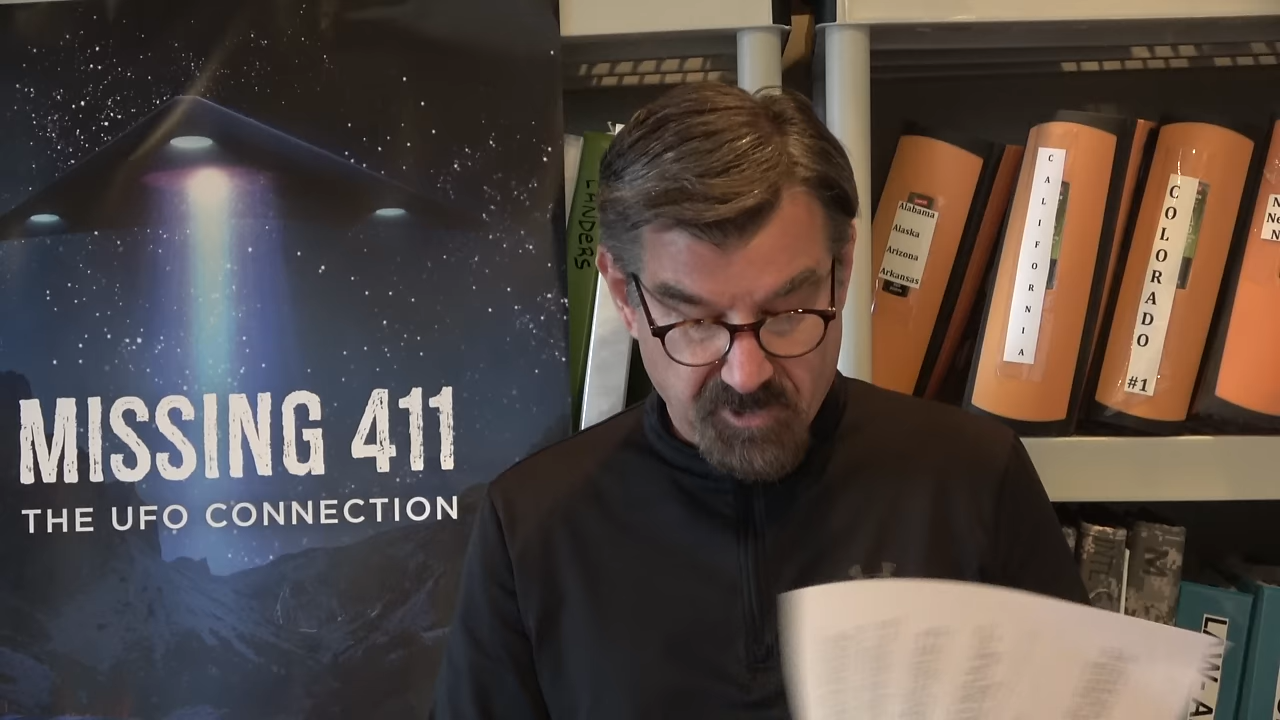 MISSING 411
THE UFO CONNECTION
LANDERS
Alabama
Alaska
Arizona
Arkansas
CALIFORNIA
COLORADO
#1